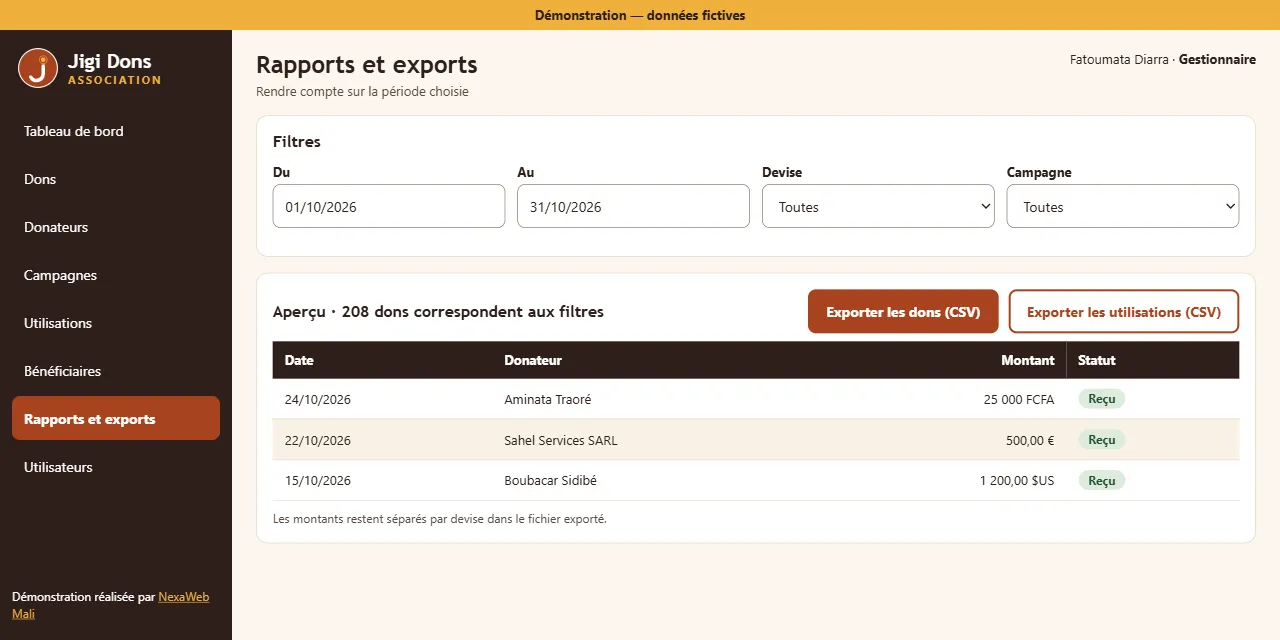 Démonstration — données fictives
Jigi Dons
ASSOCIATION
Tableau de bord
Dons
Donateurs
Campagnes
Utilisations
Bénéficiaires
Rapports et exports
Utilisateurs
Démonstration réalisée par NexaWeb
Mali
Rapports et exports
Rendre compte sur la période choisie
Fatoumata Diarra · Gestionnaire
Filtres
Du Au Devise Campagne
01/10/2026 31/10/2026 Toutes Toutes
Aperçu · 208 dons correspondent aux filtres
Exporter les dons (CSV) Exporter les utilisations (CSV)
Date Donateur Montant Statut
24/10/2026 Aminata Traoré 25 000 FCFA Reçu
22/10/2026 Sahel Services SARL 500,00 € Reçu
15/10/2026 Boubacar Sidibé 1 200,00 $US Reçu
Les montants restent séparés par devise dans le fichier exporté.